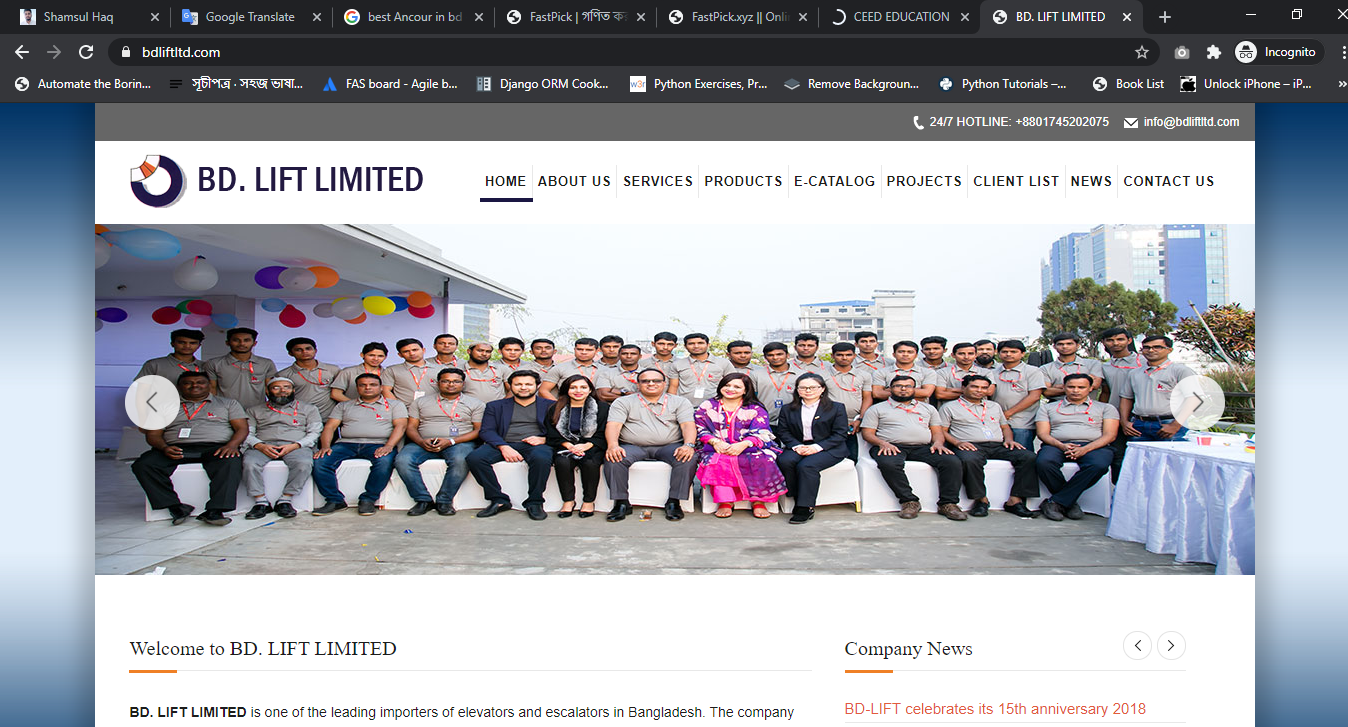 Shamsul Haq
Google Translate
best Ancour in bd
FastPick | গণিত
FastPick.xyz || Onli
CEED EDUCATION
BD. LIFT LIMITED
bdliftltd.com
Incognito
Automate the Borin...
সূচীপত্র · সহজ ভাষা...
FAS board - Agile b...
Django ORM Cook...
Python Exercises, Pr...
Remove Backgroun...
Python Tutorials –...
Book List
Unlock iPhone – iP...
24/7 HOTLINE: +8801745202075 info@bdliftltd.com
BD. LIFT LIMITED
HOME ABOUT US SERVICES PRODUCTS E-CATALOG PROJECTS CLIENT LIST NEWS CONTACT US
Welcome to BD. LIFT LIMITED
BD. LIFT LIMITED is one of the leading importers of elevators and escalators in Bangladesh. The company
Company News
BD-LIFT celebrates its 15th anniversary 2018